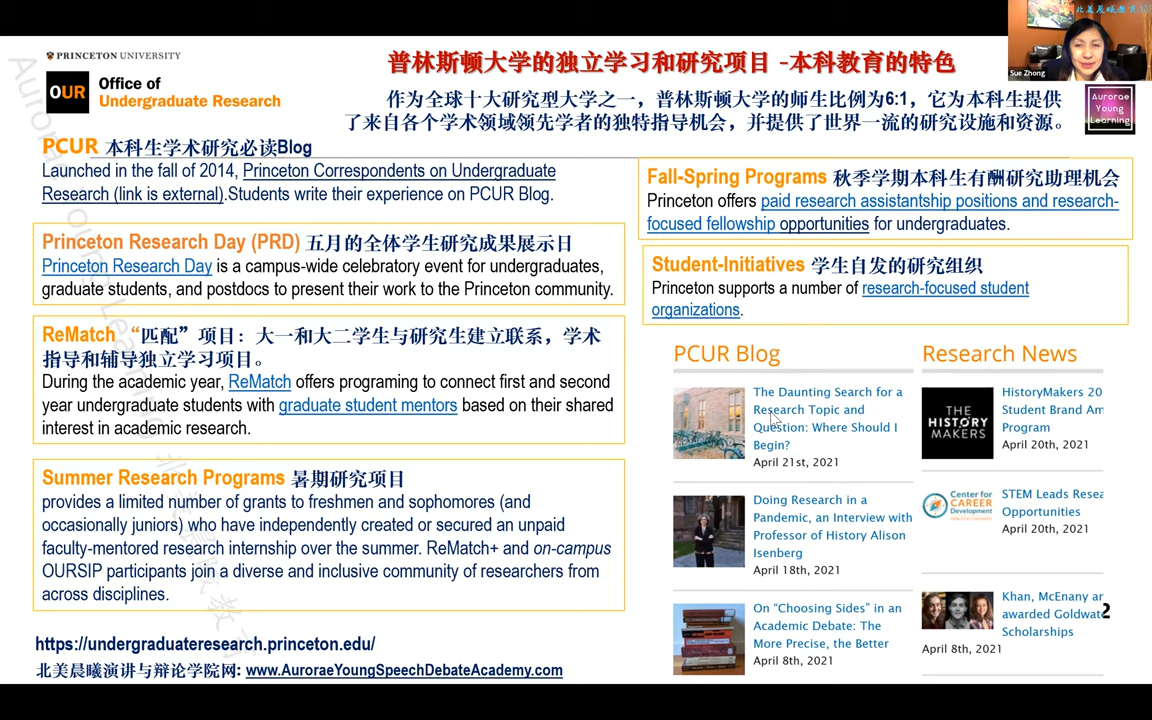 PRINCETON UNIVERSITY
OUR
Office of
Undergraduate Research
普林斯顿大学的独立学习和研究项目 -本科教育的特色
作为全球十大研究型大学之一，普林斯顿大学的师生比例为6:1，它为本科生提供
了来自各个学术领域领先学者的独特指导机会，并提供了世界一流的研究设施和资源。
Sue Zhong
Aurorae
Young
Learning
PCUR 本科生学术研究必读Blog
Launched in the fall of 2014, Princeton Correspondents on Undergraduate
Research (link is external).Students write their experience on PCUR Blog.
Princeton Research Day (PRD) 五月的全体学生研究成果展示日
Princeton Research Day is a campus-wide celebratory event for undergraduates,
graduate students, and postdocs to present their work to the Princeton community.
ReMatch “匹配”项目：大一和大二学生与研究生建立联系，学术
指导和辅导独立学习项目。
During the academic year, ReMatch offers programing to connect first and second
year undergraduate students with graduate student mentors based on their shared
interest in academic research.
Summer Research Programs 暑期研究项目
provides a limited number of grants to freshmen and sophomores (and
occasionally juniors) who have independently created or secured an unpaid
faculty-mentored research internship over the summer. ReMatch+ and on-campus
OURSIP participants join a diverse and inclusive community of researchers from
across disciplines.
https://undergraduateresearch.princeton.edu/
北美晨曦演讲与辩论学院网: www.AuroraeYoungSpeechDebateAcademy.com
Fall-Spring Programs 秋季学期本科生有酬研究助理机会
Princeton offers paid research assistantship positions and research-
focused fellowship opportunities for undergraduates.
Student-Initiatives 学生自发的研究组织
Princeton supports a number of research-focused student
organizations.
PCUR Blog
The Daunting Search for a
Research Topic and
Question: Where Should I
Begin?
April 21st, 2021
Doing Research in a
Pandemic, an Interview with
Professor of History Alison
Isenberg
April 18th, 2021
On “Choosing Sides” in an
Academic Debate: The
More Precise, the Better
April 8th, 2021
Research News
THE
HISTORY
MAKERS
HistoryMakers 20
Student Brand Am
Program
April 20th, 2021
Center for
CAREER
Development
STEM Leads Resea
Opportunities
April 20th, 2021
Khan, McEnany an
awarded Goldwate
Scholarships
April 8th, 2021
2